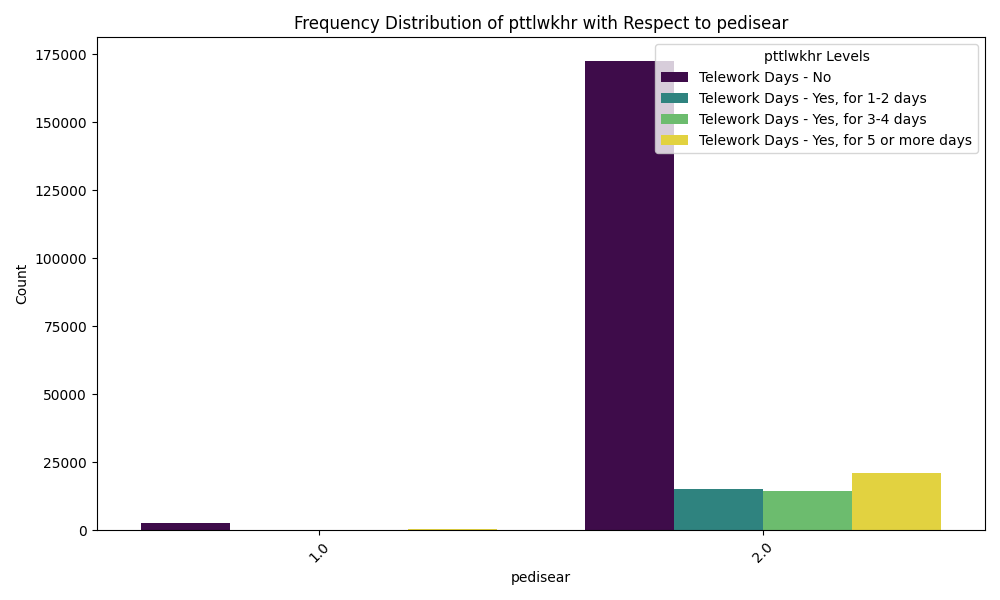 Frequency Distribution of pttlwkhr with Respect to pedisear
pttlwkhr Levels
Telework Days - No
Telework Days - Yes, for 1-2 days
Telework Days - Yes, for 3-4 days
Telework Days - Yes, for 5 or more days
Count
175000
150000
125000
100000
75000
50000
25000
0
1.0
2.0
pedisear